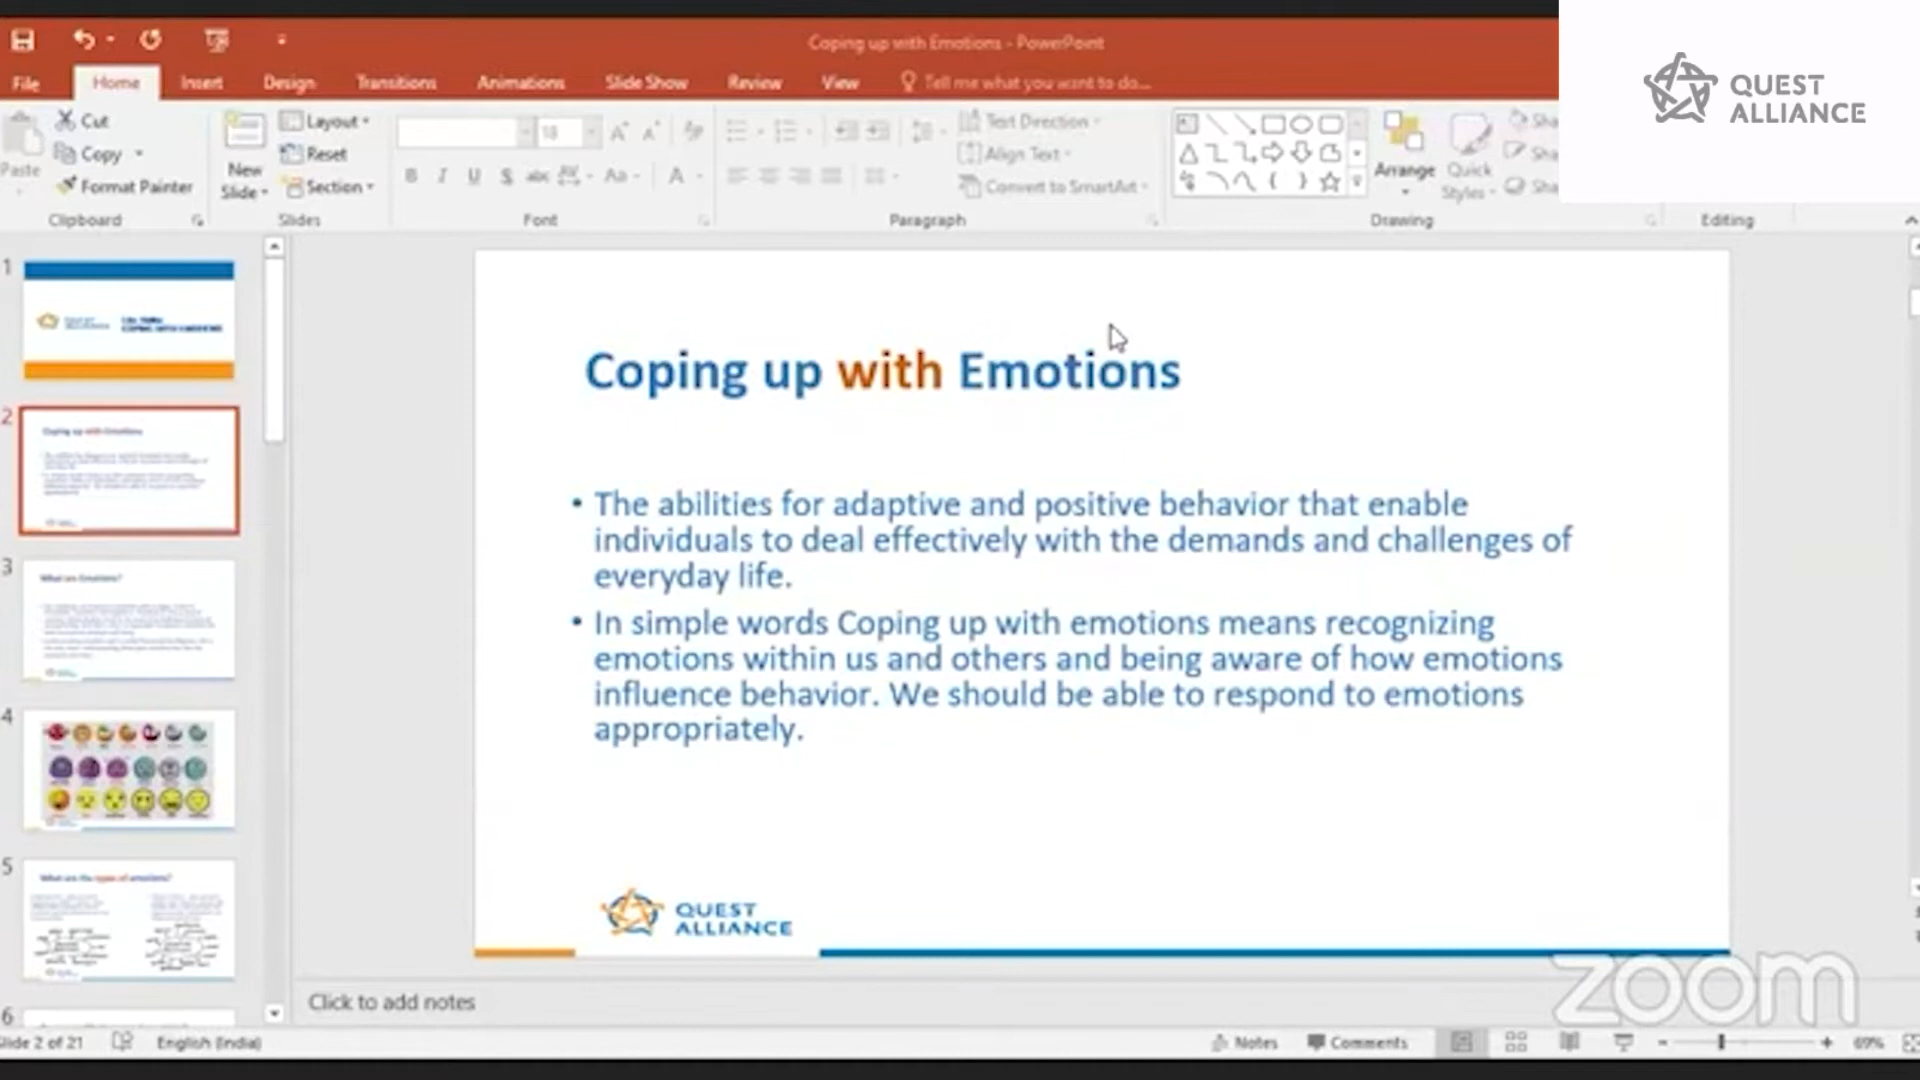 Coping up with Emotions - PowerPoint
QUEST
ALLIANCE
File Home Insert Design Transitions Animations Slide Show Review View Tell me what you want to do...
Paste
Cut
Copy
Format Painter
Clipboard
New
Slide
Layout
Reset
Section
Slides
18
Font
Text Direction
Align Text
Convert to SmartArt
Paragraph
Arrange
Quick
Styles
Sha
Sha
Sha
Drawing
Editing
1
2
Coping up with Emotions
3
What are Emotions?
4
5
What are the types of emotions?
6
Coping up with Emotions
• The abilities for adaptive and positive behavior that enable
individuals to deal effectively with the demands and challenges of
everyday life.
• In simple words Coping up with emotions means recognizing
emotions within us and others and being aware of how emotions
influence behavior. We should be able to respond to emotions
appropriately.
QUEST
ALLIANCE
zoom
Click to add notes
Slide 2 of 21 English (India) Notes Comments 69%